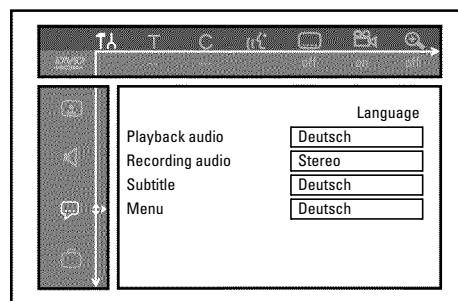 T C
off on off
Language
Playback audio Deutsch
Recording audio Stereo
Subtitle Deutsch
Menu Deutsch